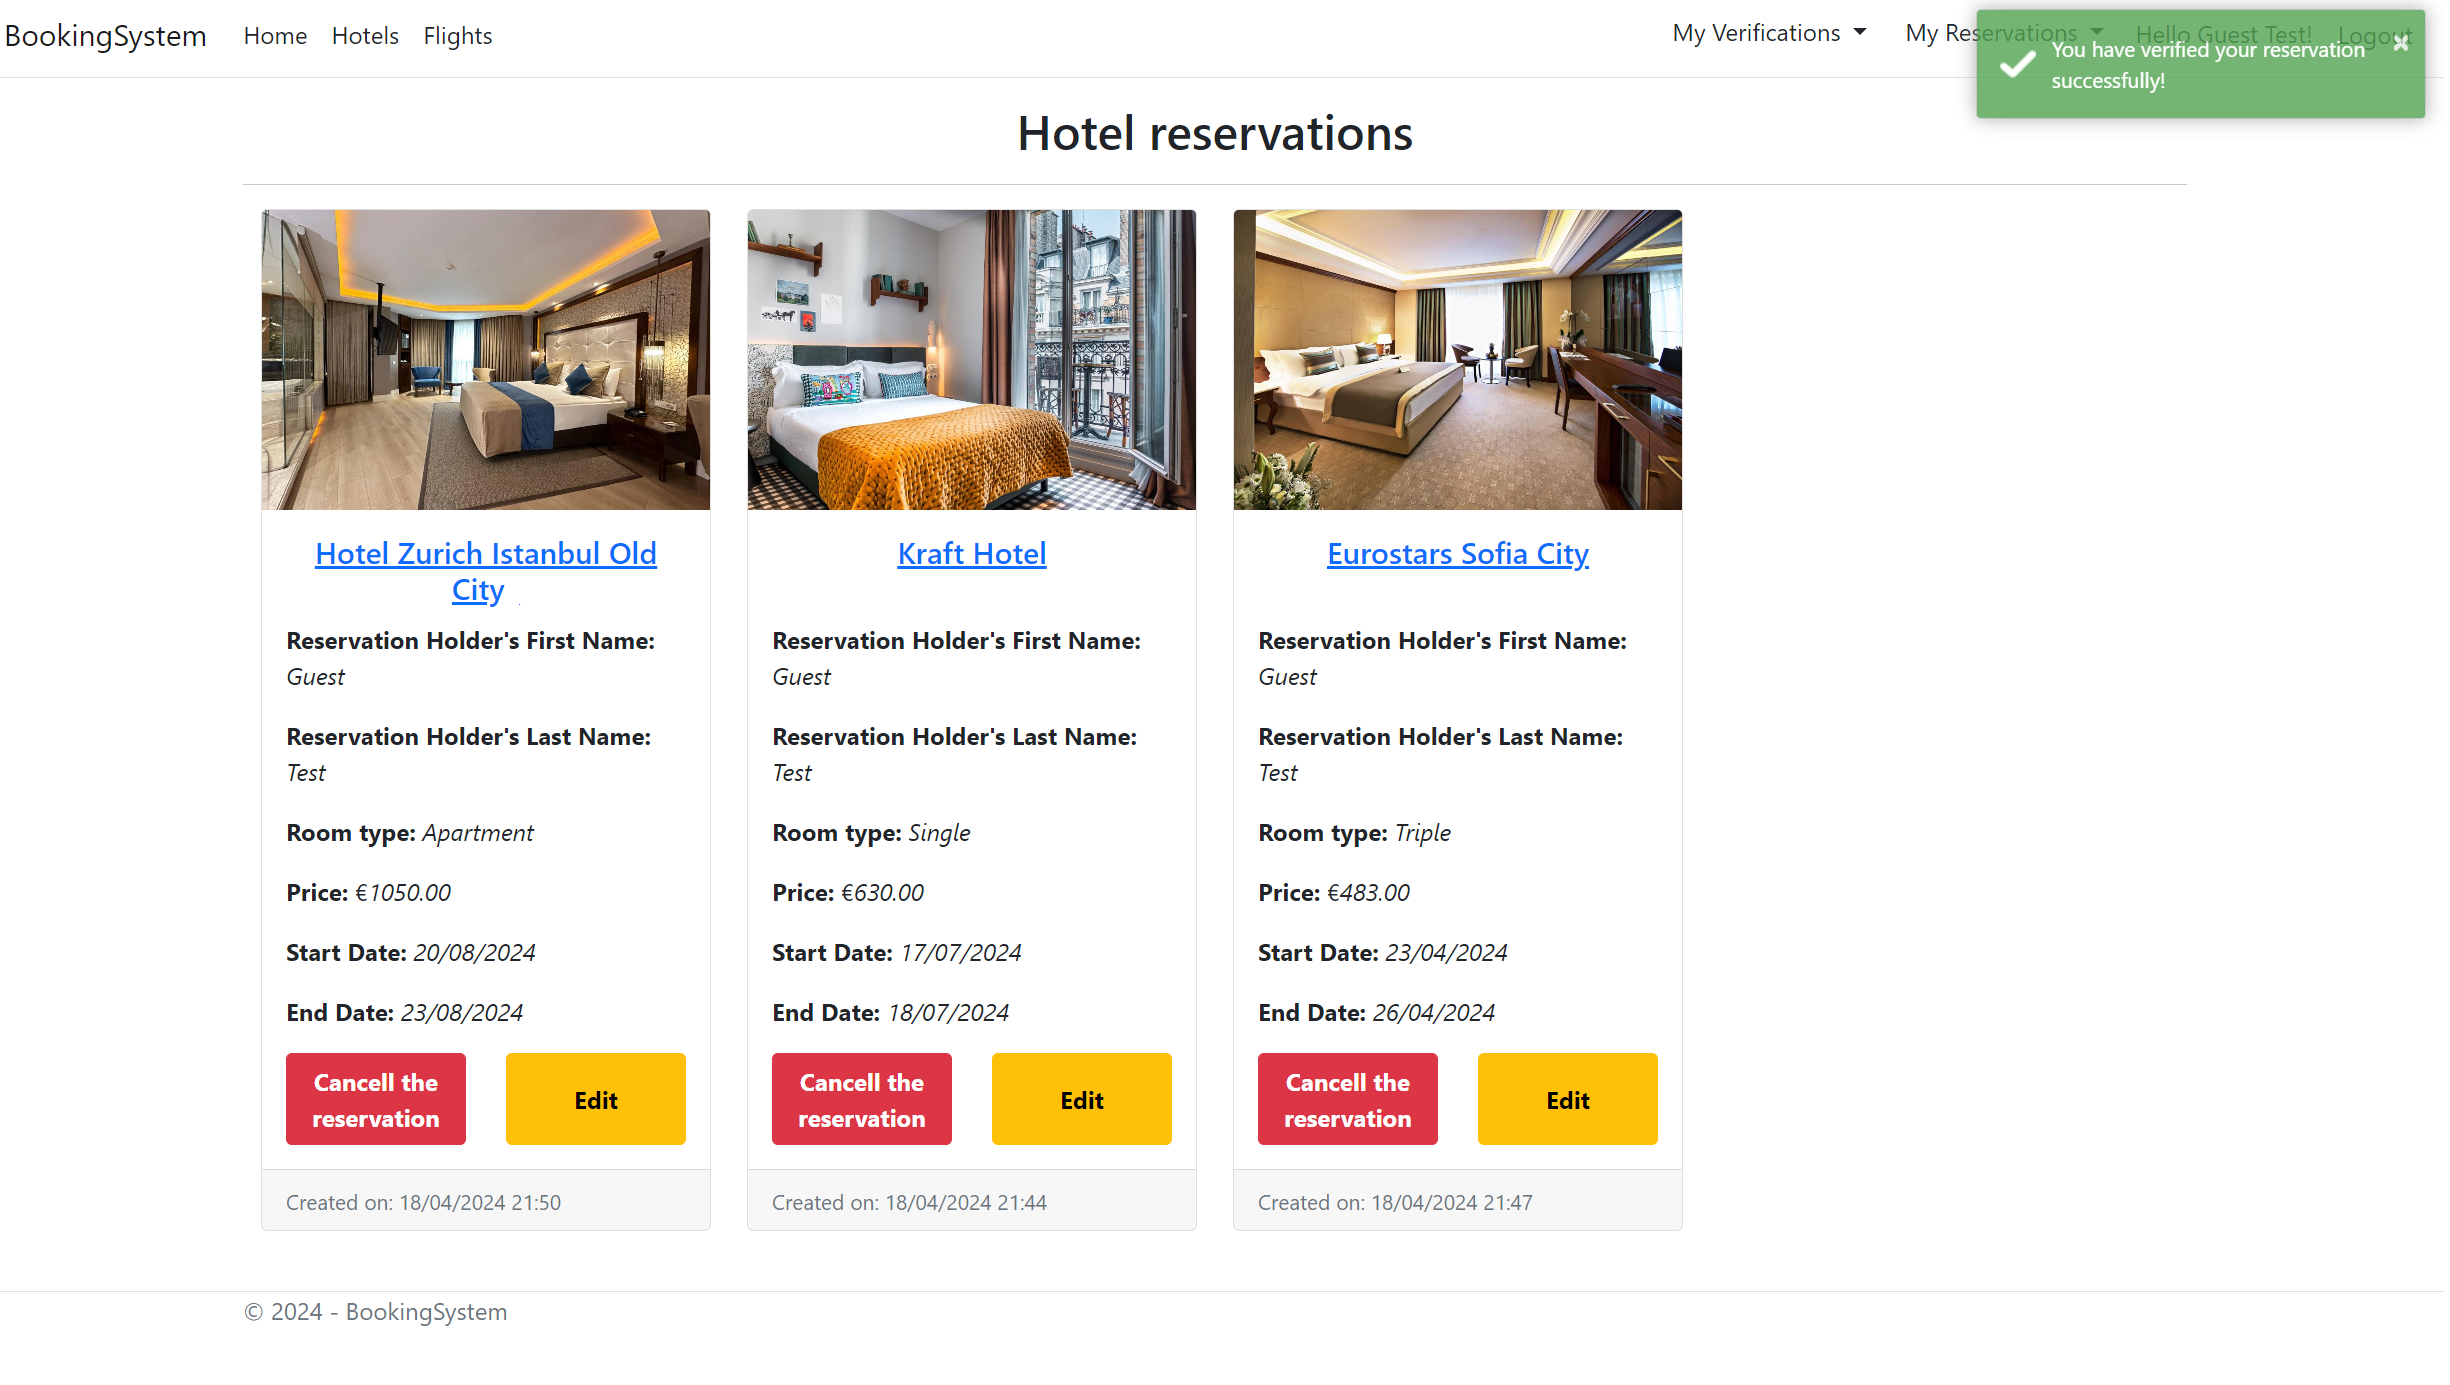 BookingSystem Home Hotels Flights My Verifications My Reservations Hello Guest Test! Logout
You have verified your reservation
successfully!
Hotel reservations
Hotel Zurich Istanbul Old
City
Reservation Holder's First Name:
Guest
Reservation Holder's Last Name:
Test
Room type: Apartment
Price: €1050.00
Start Date: 20/08/2024
End Date: 23/08/2024
Cancell the
reservation
Edit
Created on: 18/04/2024 21:50
Kraft Hotel
Reservation Holder's First Name:
Guest
Reservation Holder's Last Name:
Test
Room type: Single
Price: €630.00
Start Date: 17/07/2024
End Date: 18/07/2024
Cancell the
reservation
Edit
Created on: 18/04/2024 21:44
Eurostars Sofia City
Reservation Holder's First Name:
Guest
Reservation Holder's Last Name:
Test
Room type: Triple
Price: €483.00
Start Date: 23/04/2024
End Date: 26/04/2024
Cancell the
reservation
Edit
Created on: 18/04/2024 21:47
© 2024 - BookingSystem